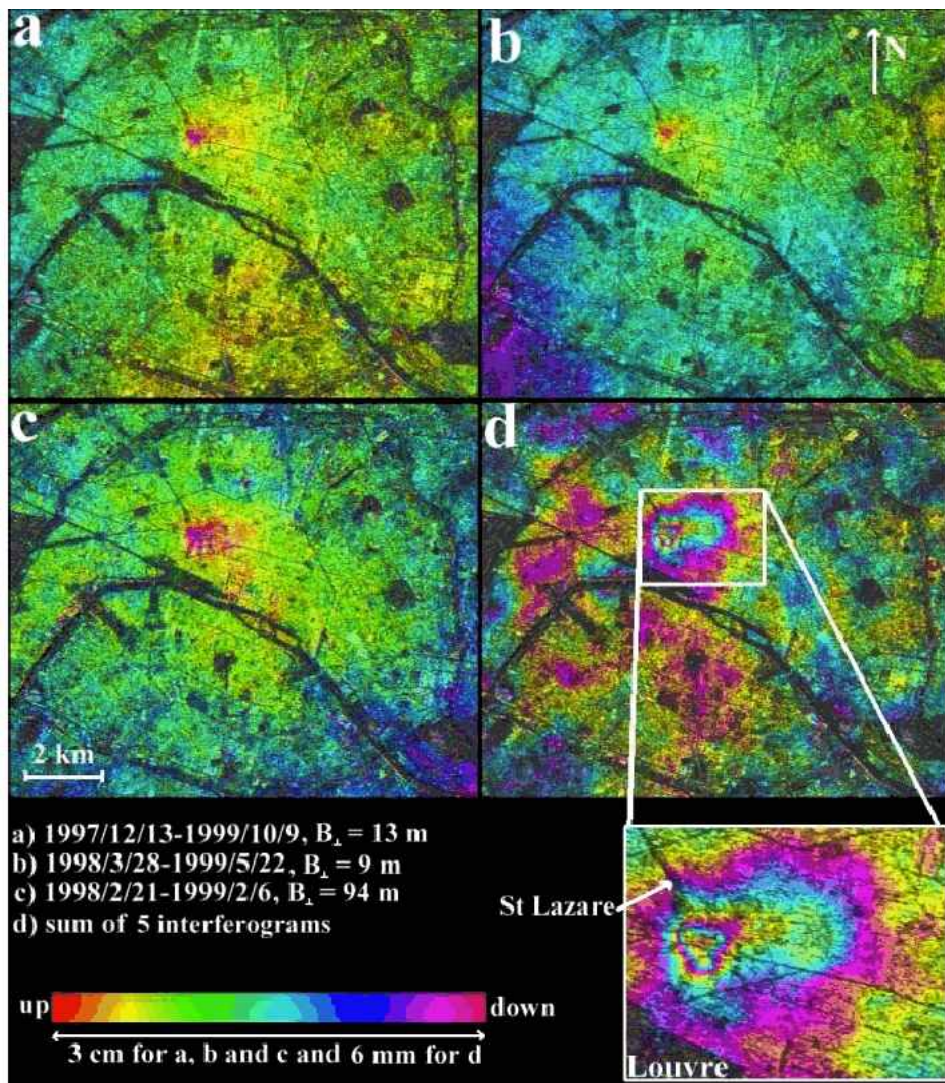 a
b
N
c
d
2 km
a) 1997/12/13-1999/10/9, B⊥ = 13 m
b) 1998/3/28-1999/5/22, B⊥ = 9 m
c) 1998/2/21-1999/2/6, B⊥ = 94 m
d) sum of 5 interferograms
St Lazare
up
down
3 cm for a, b and c and 6 mm for d
Louvre